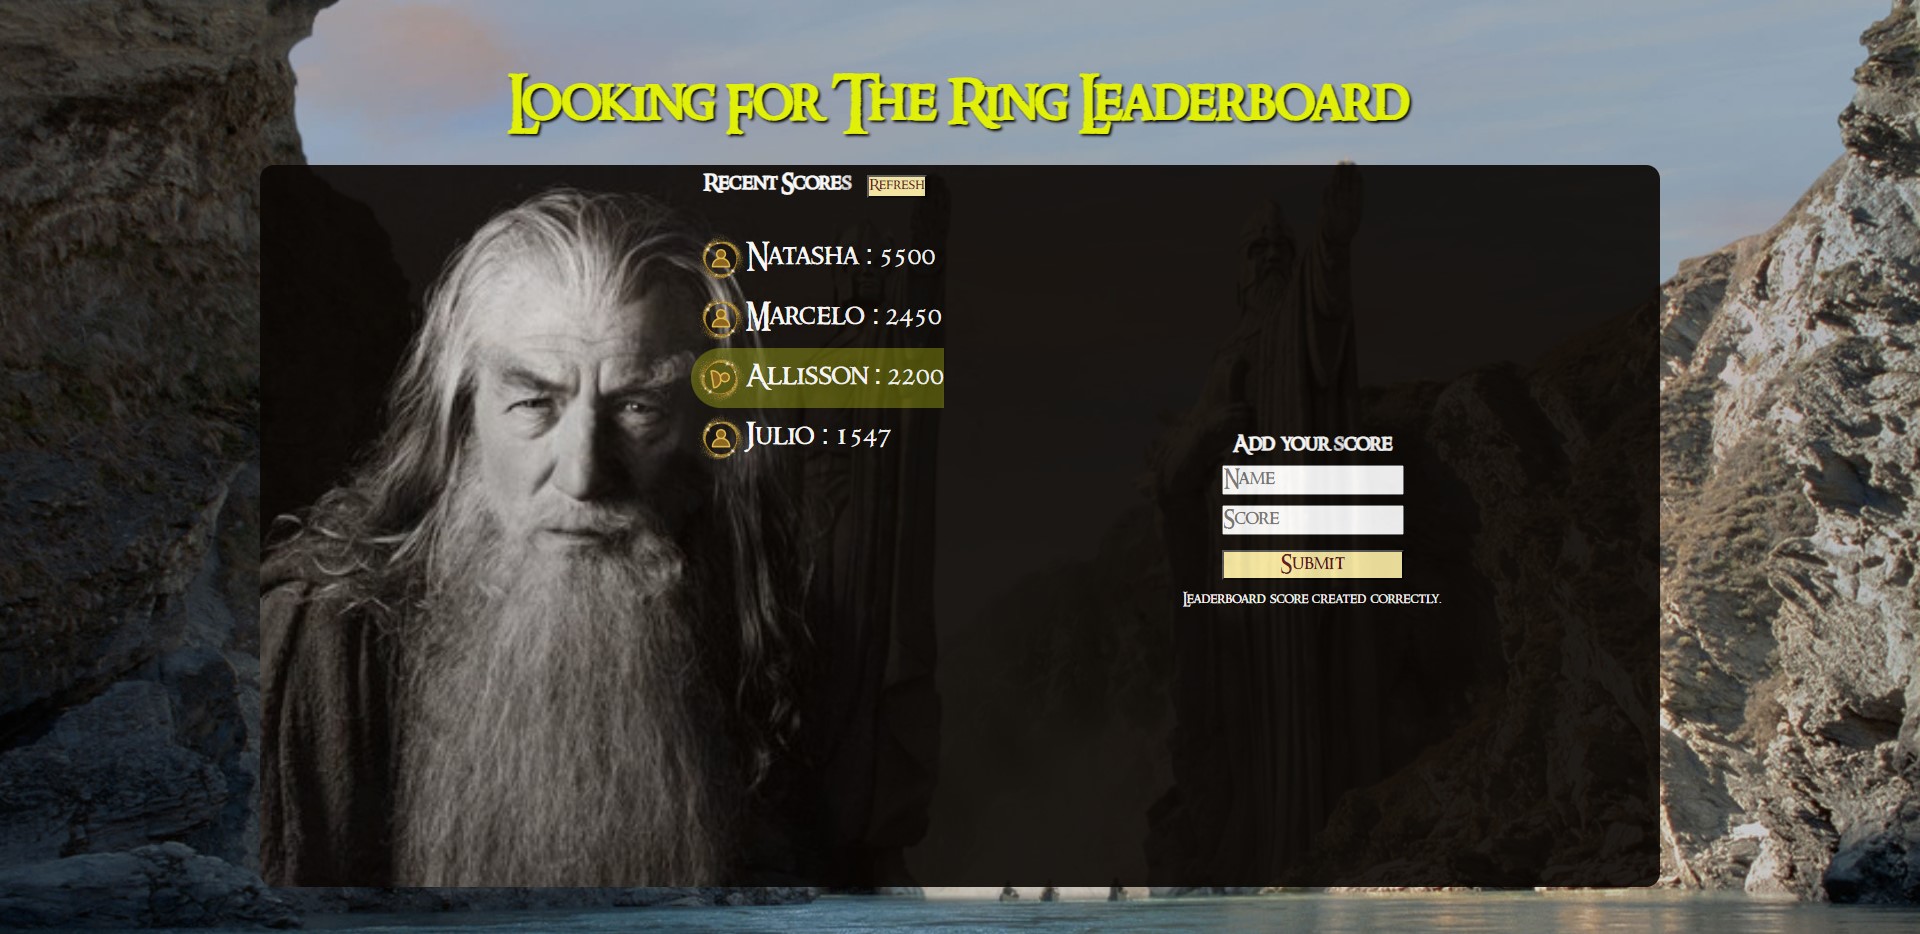 Looking for The Ring Leaderboard
Recent Scores Refresh
Natasha : 5500
Marcelo : 2450
Allisson : 2200
Julio : 1547
Add your score
Name
Score
Submit
Leaderboard score created correctly.